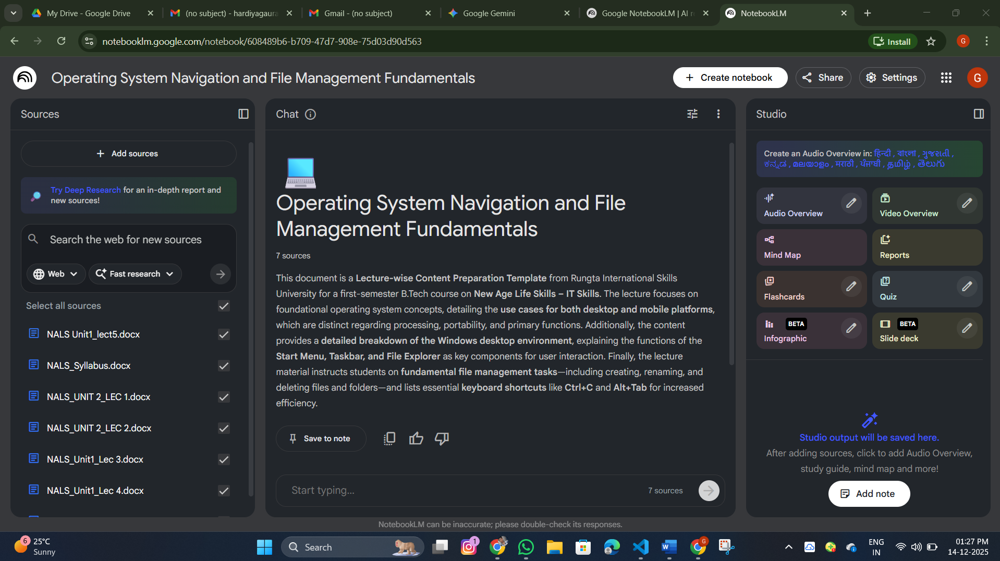 My Drive - Google Drive
(no subject) - hardiyagaura
Gmail - (no subject)
Google Gemini
Google NotebookLM | AI r
NotebookLM
notebooklm.google.com/notebook/608489b6-b709-47d7-908e-75d03d90d563
Install
G
Operating System Navigation and File Management Fundamentals
Create notebook
Share
Settings
G
Sources
Add sources
Try Deep Research for an in-depth report and
new sources!
Search the web for new sources
Web
Fast research
Select all sources
NALS Unit1_lect5.docx
NALS_Syllabus.docx
NALS_UNIT 2_LEC 1.docx
NALS_UNIT 2_LEC 2.docx
NALS_Unit1_Lec 3.docx
NALS_Unit1_Lec 4.docx
Chat
Operating System Navigation and File
Management Fundamentals
7 sources
This document is a Lecture-wise Content Preparation Template from Rungta International Skills
University for a first-semester B.Tech course on New Age Life Skills – IT Skills. The lecture focuses on
foundational operating system concepts, detailing the use cases for both desktop and mobile platforms,
which are distinct regarding processing, portability, and primary functions. Additionally, the content
provides a detailed breakdown of the Windows desktop environment, explaining the functions of the
Start Menu, Taskbar, and File Explorer as key components for user interaction. Finally, the lecture
material instructs students on fundamental file management tasks—including creating, renaming, and
deleting files and folders—and lists essential keyboard shortcuts like Ctrl+C and Alt+Tab for increased
efficiency.
Save to note
Start typing...
7 sources
NotebookLM can be inaccurate; please double-check its responses.
Studio
Create an Audio Overview in: हिन्दी , বাংলা , ગુજરાતી ,
ಕನ್ನಡ , മലയാളം , मराठी , ਪੰਜਾਬੀ , தமிழ் , తెలుగు
Audio Overview
Video Overview
Mind Map
Reports
Flashcards
Quiz
BETA
Infographic
BETA
Slide deck
Studio output will be saved here.
After adding sources, click to add Audio Overview,
study guide, mind map and more!
Add note
6
25°C
Sunny
Search
1
G
ENG
IN
01:27 PM
14-12-2025